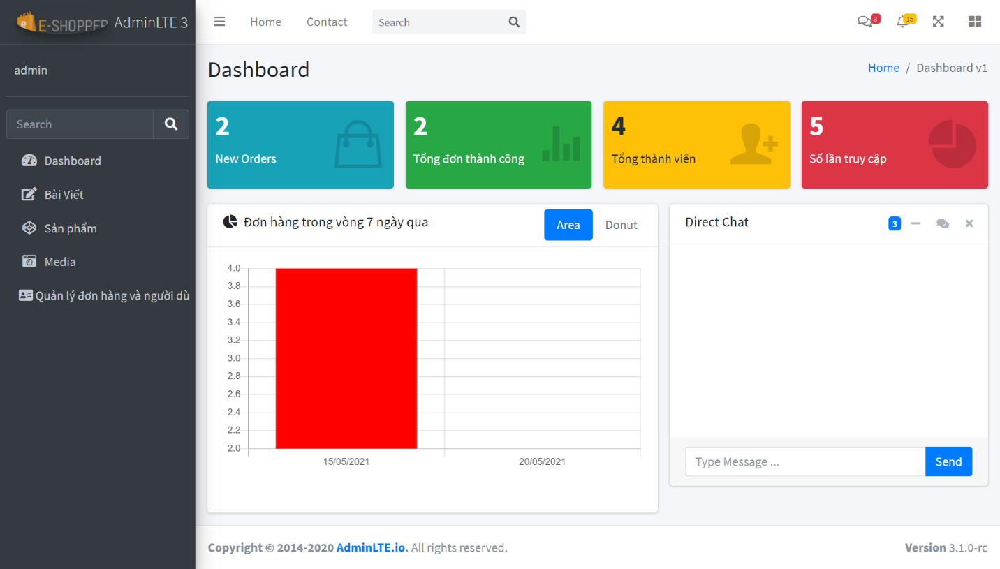 E-SHOPPER AdminLTE 3
Home
Contact
Search
3
15
admin
Search
Dashboard
Bài Viết
Sản phẩm
Media
Quản lý đơn hàng và người dù
Dashboard
Home / Dashboard v1
2
New Orders
2
Tổng đơn thành công
4
Tổng thành viên
5
Số lần truy cập
Đơn hàng trong vòng 7 ngày qua
Area
Donut
4.0
3.8
3.6
3.4
3.2
3.0
2.8
2.6
2.4
2.2
2.0
15/05/2021
20/05/2021
Direct Chat
3
Type Message ...
Send
Copyright © 2014-2020 AdminLTE.io. All rights reserved.
Version 3.1.0-rc